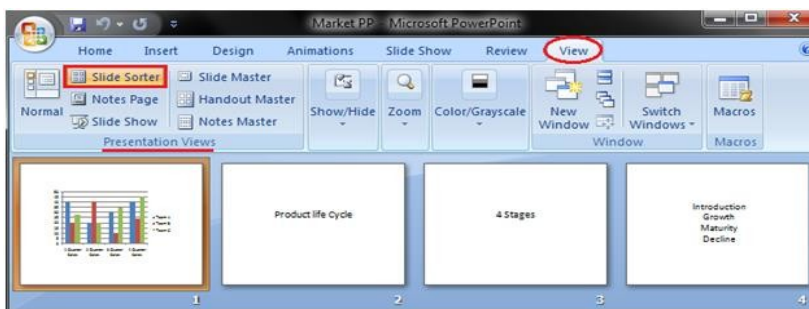 Market PP - Microsoft PowerPoint
Home Insert Design Animations Slide Show Review View
Normal
Slide Sorter
Notes Page
Slide Show
Slide Master
Handout Master
Notes Master
Presentation Views
Show/Hide
Zoom
Color/Grayscale
New
Window
Window
Switch
Windows
Macros
Macros
1
Product life Cycle
2
4 Stages
3
Introduction
Growth
Maturity
Decline
4